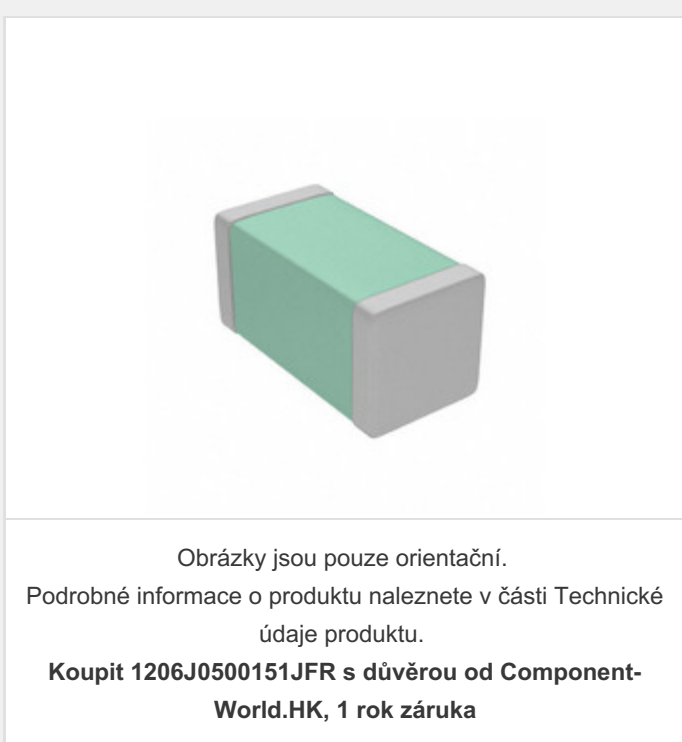 Obrázky jsou pouze orientační.
Podrobné informace o produktu naleznete v části Technické
údaje produktu.
Koupit 1206J0500151JFR s důvěrou od Component-
World.HK, 1 rok záruka